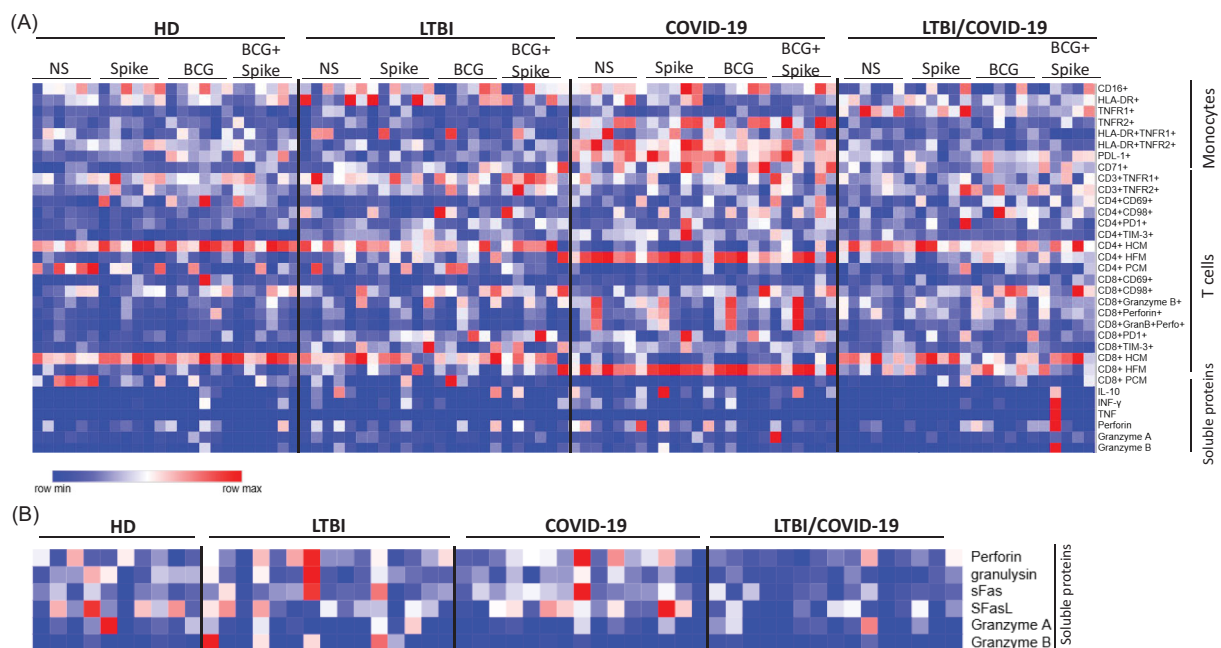 (A)
HD LTBI COVID-19 LTBI/COVID-19
NS Spike BCG BCG+ Spike NS Spike BCG BCG+ Spike NS Spike BCG BCG+ Spike NS Spike BCG BCG+ Spike
CD16+
HLA-DR+
TNFR1+
TNFR2+
HLA-DR+TNFR1+
HLA-DR+TNFR2+
PDL-1+
CD71+
Monocytes
CD3+TNFR1+
CD3+TNFR2+
CD4+CD69+
CD4+CD98+
CD4+PD1+
CD4+TIM-3+
CD4+ HCM
CD4+ HFM
CD4+ PCM
CD8+CD69+
CD8+CD98+
CD8+Granzyme B+
CD8+Perforin+
CD8+GranB+Perfo+
CD8+PD1+
CD8+TIM-3+
CD8+ HCM
CD8+ HFM
CD8+ PCM
T cells
IL-10
INF-γ
TNF
Perforin
Granzyme A
Granzyme B
Soluble proteins
row min row max
(B)
HD LTBI COVID-19 LTBI/COVID-19
Perforin
granulysin
sFas
SFasL
Granzyme A
Granzyme B
Soluble proteins